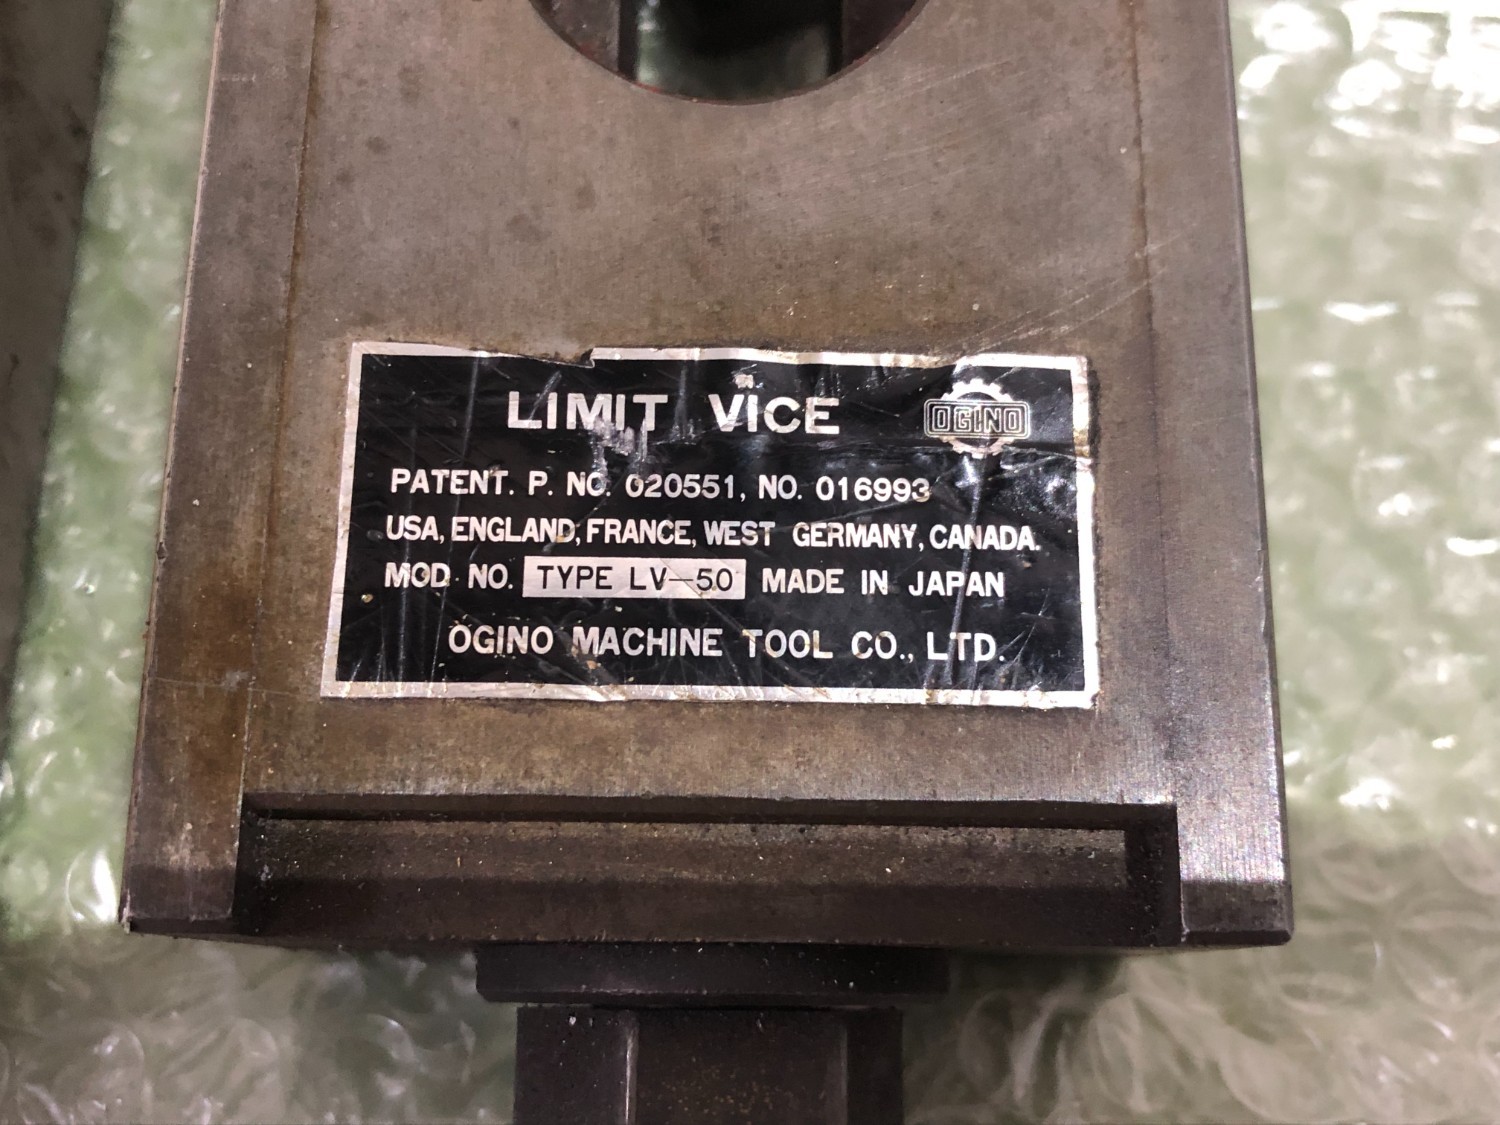 LIMIT VICE
OGINO
PATENT. P. NO. 020551, NO. 016993
USA, ENGLAND, FRANCE, WEST GERMANY, CANADA.
MOD NO. TYPE LV-50 MADE IN JAPAN
OGINO MACHINE TOOL CO., LTD.